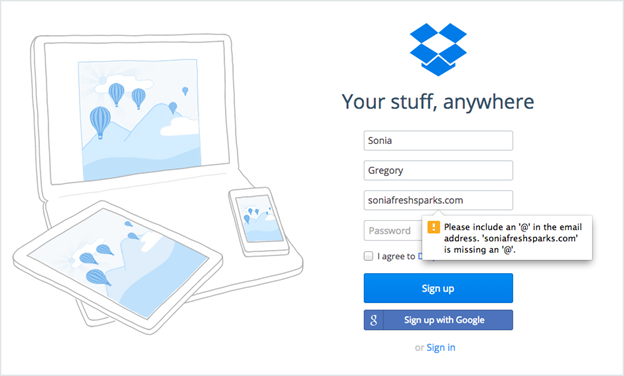 Your stuff, anywhere
Sonia
Gregory
soniafreshsparks.com
Password
Please include an '@' in the email
address. 'soniafreshsparks.com'
is missing an '@'.
I agree to D
Sign up
g Sign up with Google
or Sign in